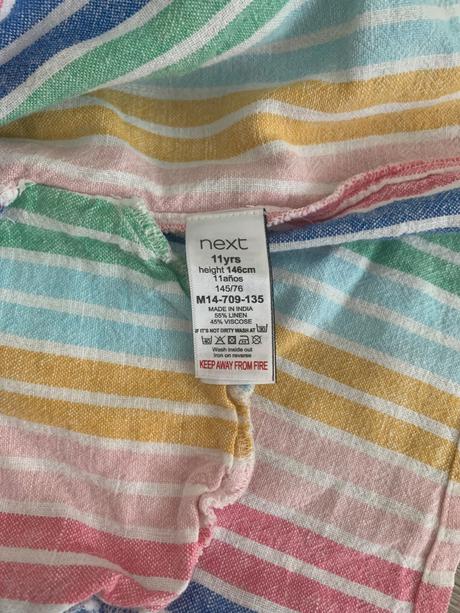 next
11yrs
height 146cm
11años
145/76
M14-709-135
MADE IN INDIA
55% LINEN
45% VISCOSE
IF IT'S NOT DIRTY WASH AT
Wash inside out
Iron on reverse
KEEP AWAY FROM FIRE